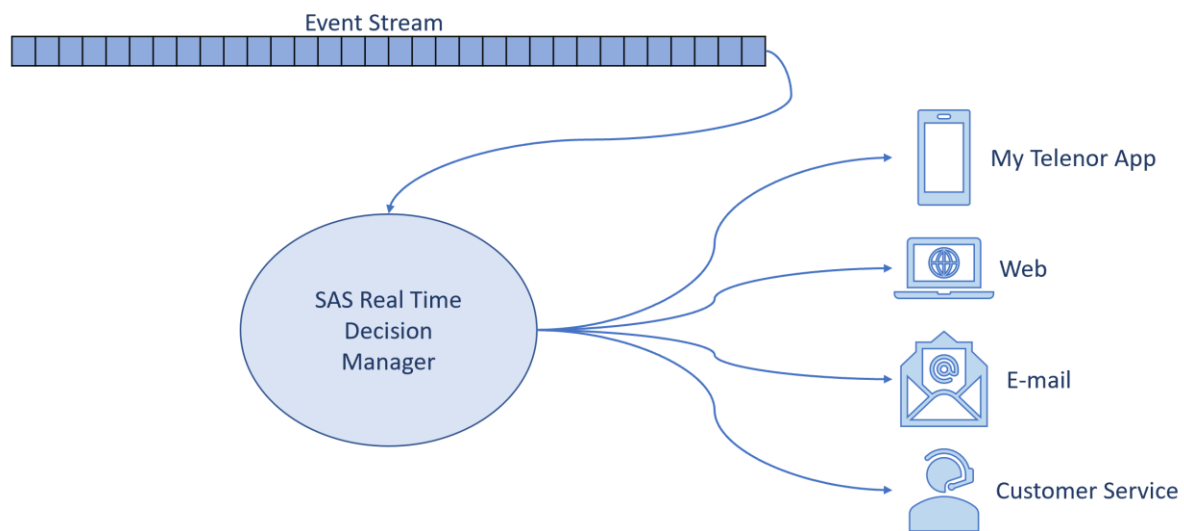 Event Stream
My Telenor App
Web
SAS Real Time
Decision
Manager
@
E-mail
Customer Service